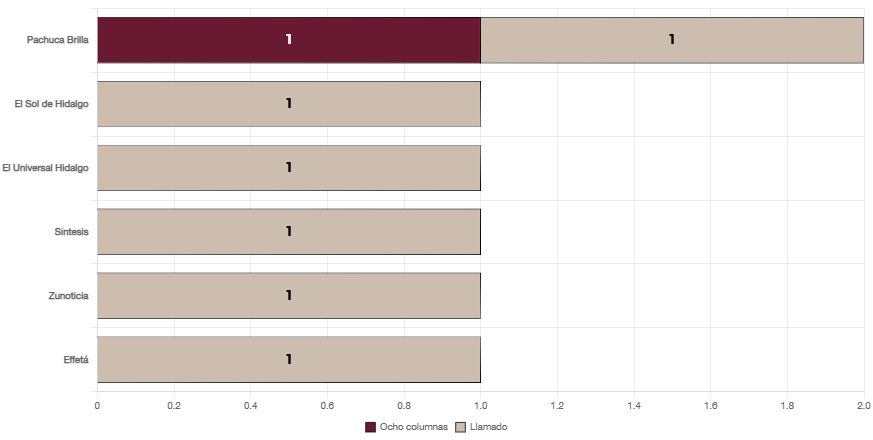 Pachuca Brilla 1 1
El Sol de Hidalgo 1
El Universal Hidalgo 1
Síntesis 1
Zunoticia 1
Effetá 1
0 0.2 0.4 0.6 0.8 1.0 1.2 1.4 1.6 1.8 2.0
Ocho columnas Llamado